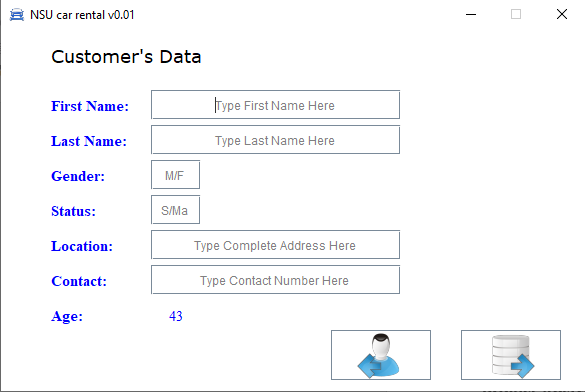 NSU car rental v0.01
Customer's Data
First Name: Type First Name Here
Last Name: Type Last Name Here
Gender: M/F
Status: S/Ma
Location: Type Complete Address Here
Contact: Type Contact Number Here
Age: 43